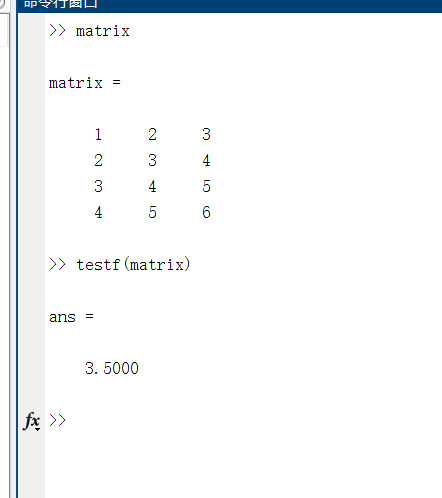 命令行窗口
>> matrix
matrix =
1 2 3
2 3 4
3 4 5
4 5 6
>> testf(matrix)
ans =
3.5000
fx >>